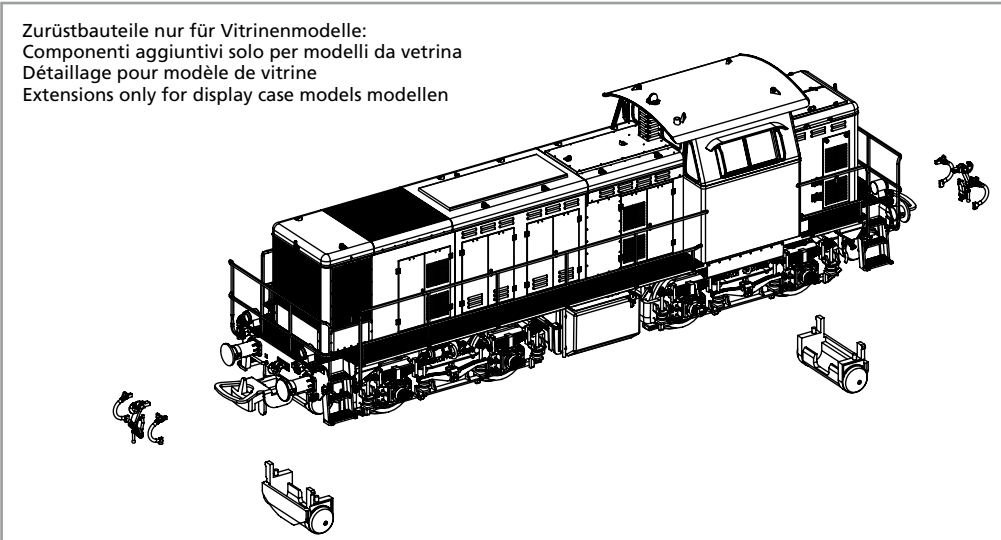 Zurüstbauteile nur für Vitrinenmodelle:
Componenti aggiuntivi solo per modelli da vetrina
Détaillage pour modèle de vitrine
Extensions only for display case models modellen